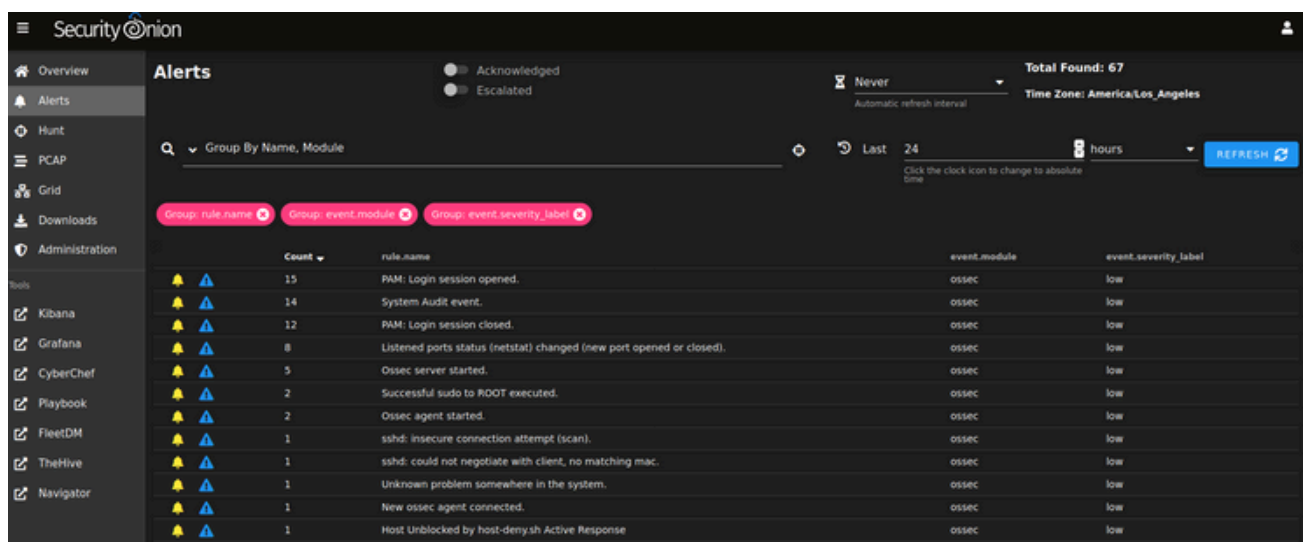 Security Onion
Overview
Alerts
Hunt
PCAP
Grid
Downloads
Administration
Tools
Kibana
Grafana
CyberChef
Playbook
FleetDM
TheHive
Navigator
Alerts
Acknowledged
Escalated
Never
Automatic refresh interval
Total Found: 67
Time Zone: America/Los_Angeles
Group By Name, Module
Last 24 hours
Click the clock icon to change to absolute
time
REFRESH
Group: rule.name Group: event.module Group: event.severity_label
Count rule.name event.module event.severity_label
15 PAM: Login session opened. ossec low
14 System Audit event. ossec low
12 PAM: Login session closed. ossec low
8 Listened ports status (netstat) changed (new port opened or closed). ossec low
5 Ossec server started. ossec low
2 Successful sudo to ROOT executed. ossec low
2 Ossec agent started. ossec low
1 sshd: insecure connection attempt (scan). ossec low
1 sshd: could not negotiate with client, no matching mac. ossec low
1 Unknown problem somewhere in the system. ossec low
1 New ossec agent connected. ossec low
1 Host Unblocked by host-deny.sh Active Response ossec low